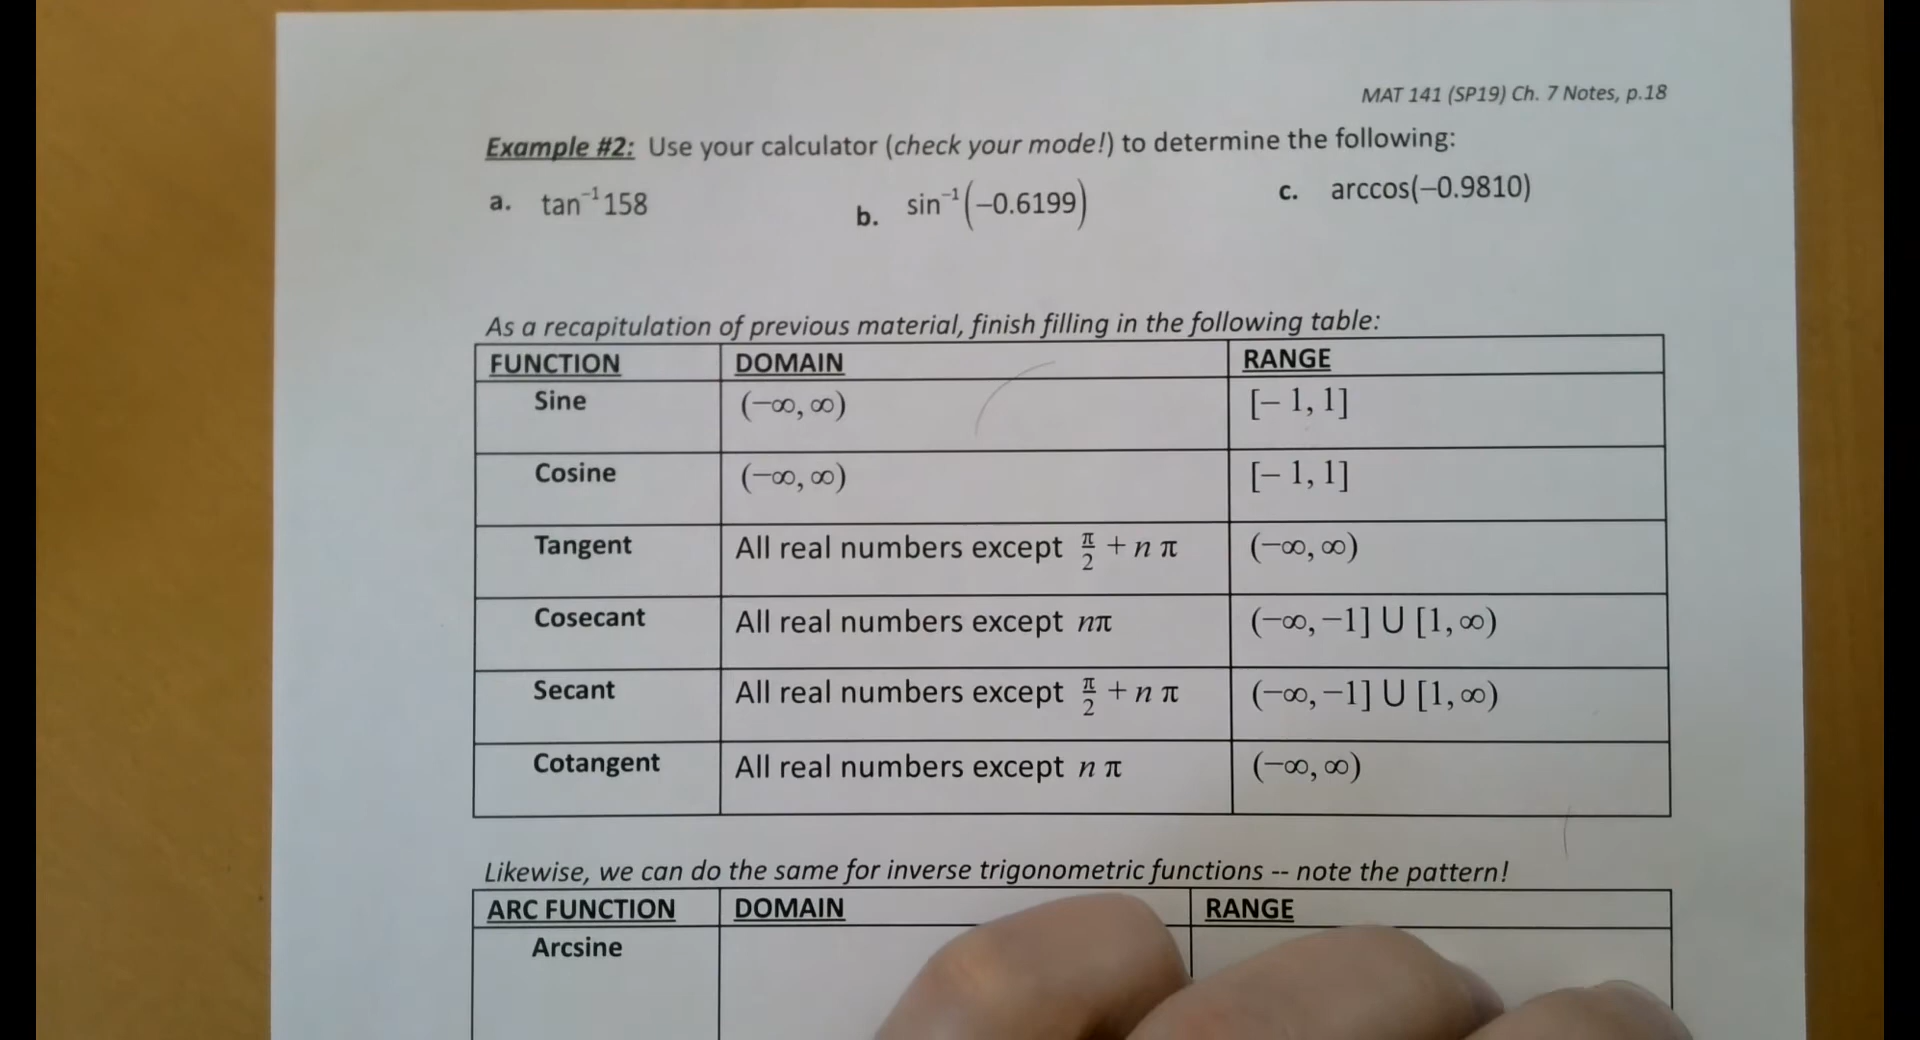 MAT 141 (SP19) Ch. 7 Notes, p.18
Example #2: Use your calculator (check your mode!) to determine the following:
a. tan⁻¹158 b. sin⁻¹(−0.6199) c. arccos(−0.9810)
As a recapitulation of previous material, finish filling in the following table:
FUNCTION DOMAIN RANGE
Sine (−∞, ∞) [− 1, 1]
Cosine (−∞, ∞) [− 1, 1]
Tangent All real numbers except π/2 + n π (−∞, ∞)
Cosecant All real numbers except nπ (−∞, −1] ∪ [1, ∞)
Secant All real numbers except π/2 + n π (−∞, −1] ∪ [1, ∞)
Cotangent All real numbers except n π (−∞, ∞)
Likewise, we can do the same for inverse trigonometric functions -- note the pattern!
ARC FUNCTION DOMAIN RANGE
Arcsine